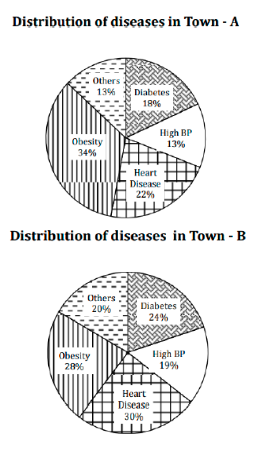 Distribution of diseases in Town - A
Others
13%
Diabetes
18%
High BP
13%
Obesity
34%
Heart
Disease
22%
Distribution of diseases in Town - B
Others
20%
Diabetes
24%
High BP
19%
Obesity
28%
Heart
Disease
30%